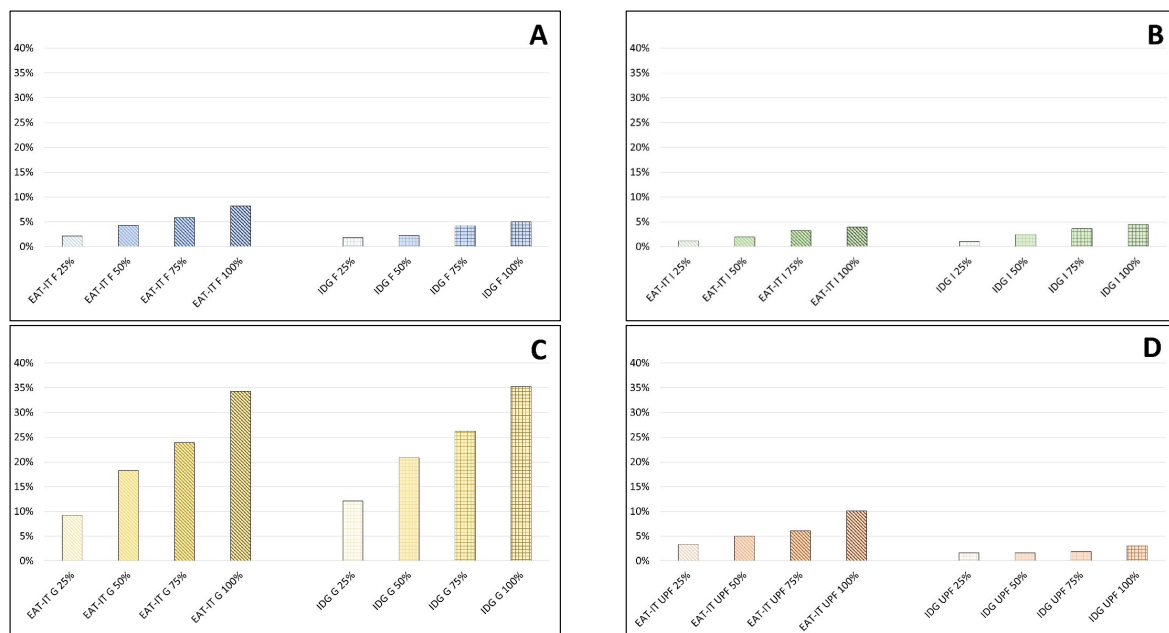 A
40%
35%
30%
25%
20%
15%
10%
5%
0%
EAT-IT F 25%
EAT-IT F 50%
EAT-IT F 75%
EAT-IT F 100%
IDG F 25%
IDG F 50%
IDG F 75%
IDG F 100%
B
40%
35%
30%
25%
20%
15%
10%
5%
0%
EAT-IT I 25%
EAT-IT I 50%
EAT-IT I 75%
EAT-IT I 100%
IDG I 25%
IDG I 50%
IDG I 75%
IDG I 100%
C
40%
35%
30%
25%
20%
15%
10%
5%
0%
EAT-IT G 25%
EAT-IT G 50%
EAT-IT G 75%
EAT-IT G 100%
IDG G 25%
IDG G 50%
IDG G 75%
IDG G 100%
D
40%
35%
30%
25%
20%
15%
10%
5%
0%
EAT-IT UPF 25%
EAT-IT UPF 50%
EAT-IT UPF 75%
EAT-IT UPF 100%
IDG UPF 25%
IDG UPF 50%
IDG UPF 75%
IDG UPF 100%